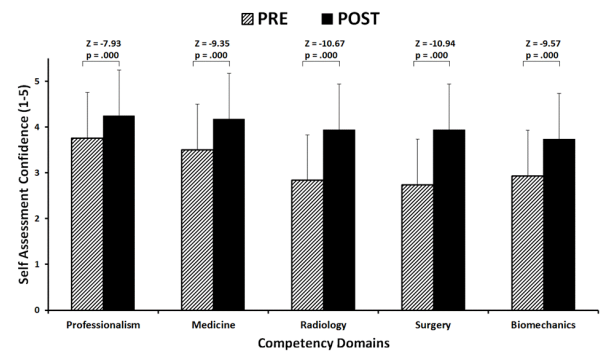 PRE POST
Z = -7.93 Z = -9.35 Z = -10.67 Z = -10.94 Z = -9.57
p = .000 p = .000 p = .000 p = .000 p = .000
Self Assessment Confidence (1-5)
5
4
3
2
1
0
Professionalism Medicine Radiology Surgery Biomechanics
Competency Domains